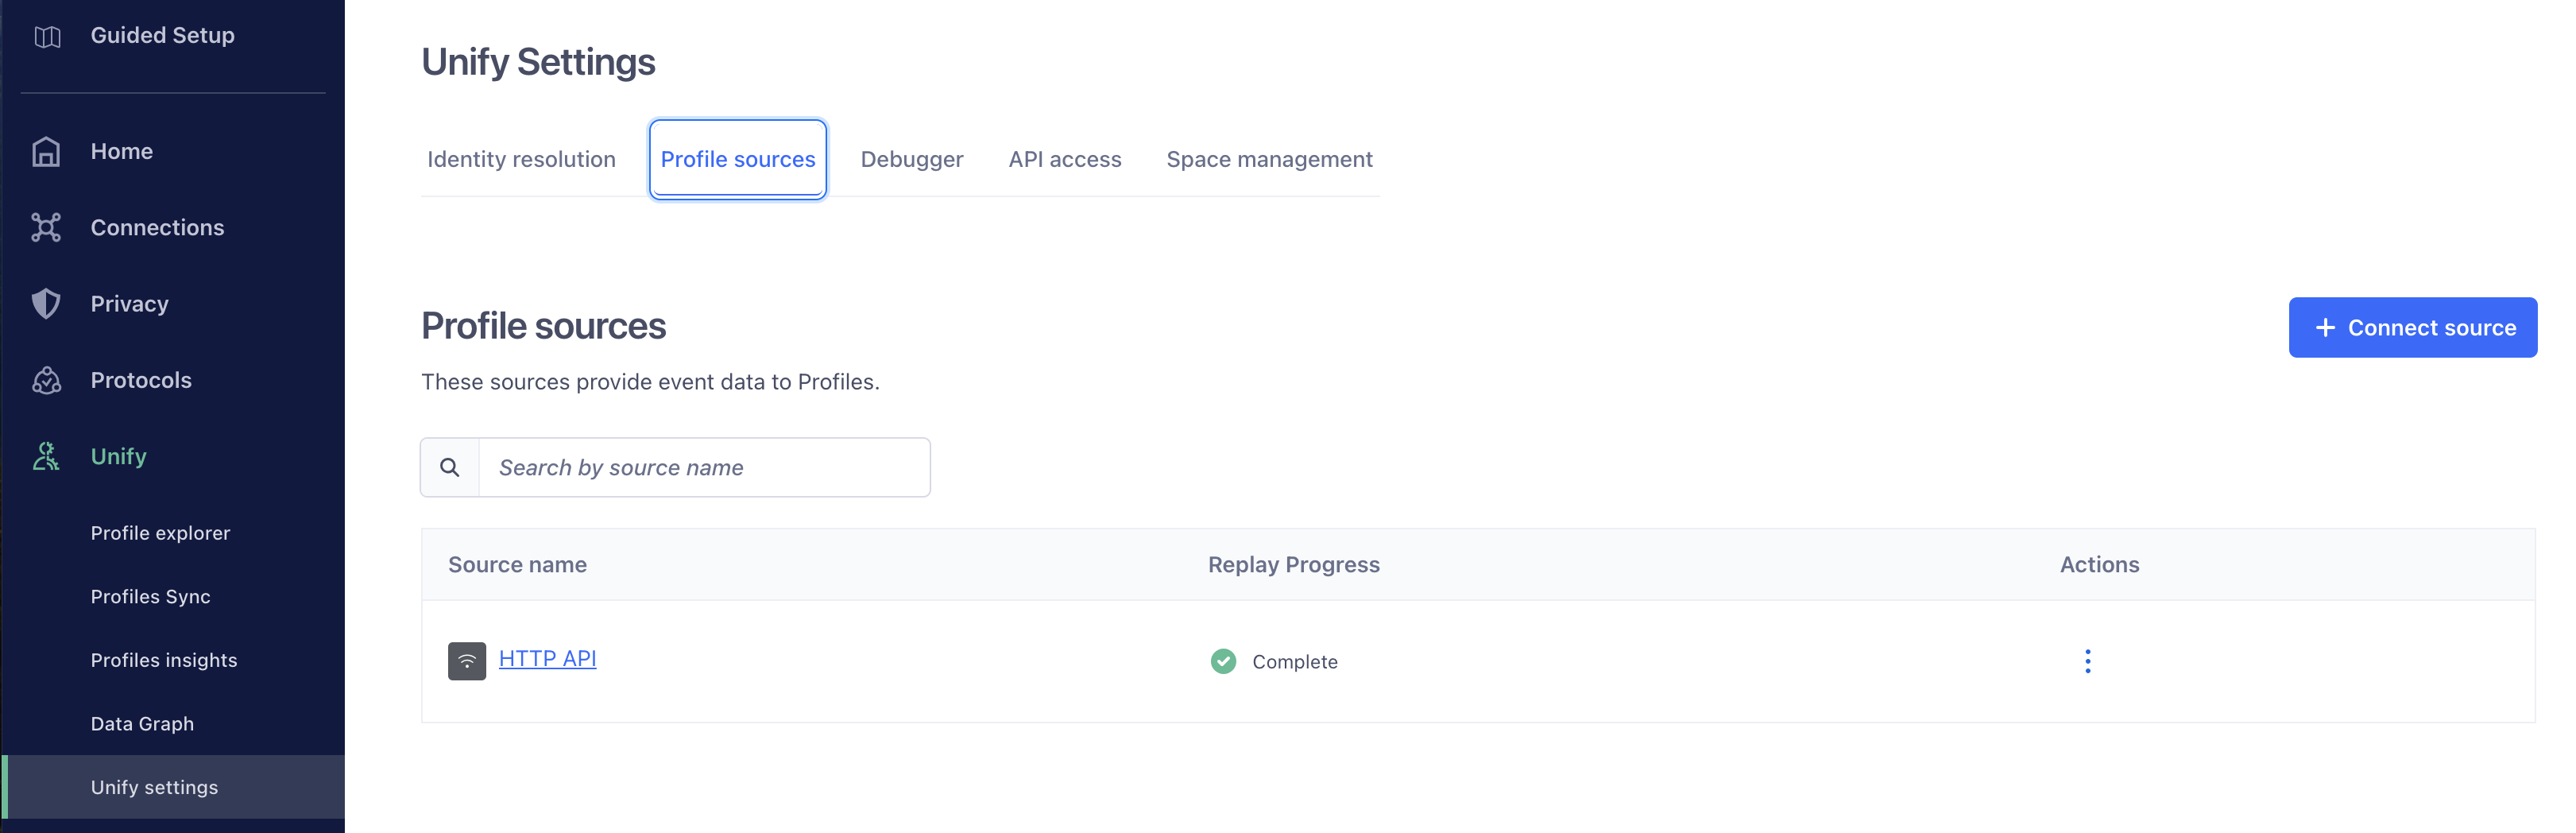 Guided Setup
Home
Connections
Privacy
Protocols
Unify
Profile explorer
Profiles Sync
Profiles insights
Data Graph
Unify settings
Unify Settings
Identity resolution Profile sources Debugger API access Space management
Profile sources
+ Connect source
These sources provide event data to Profiles.
Search by source name
Source name Replay Progress Actions
HTTP API Complete